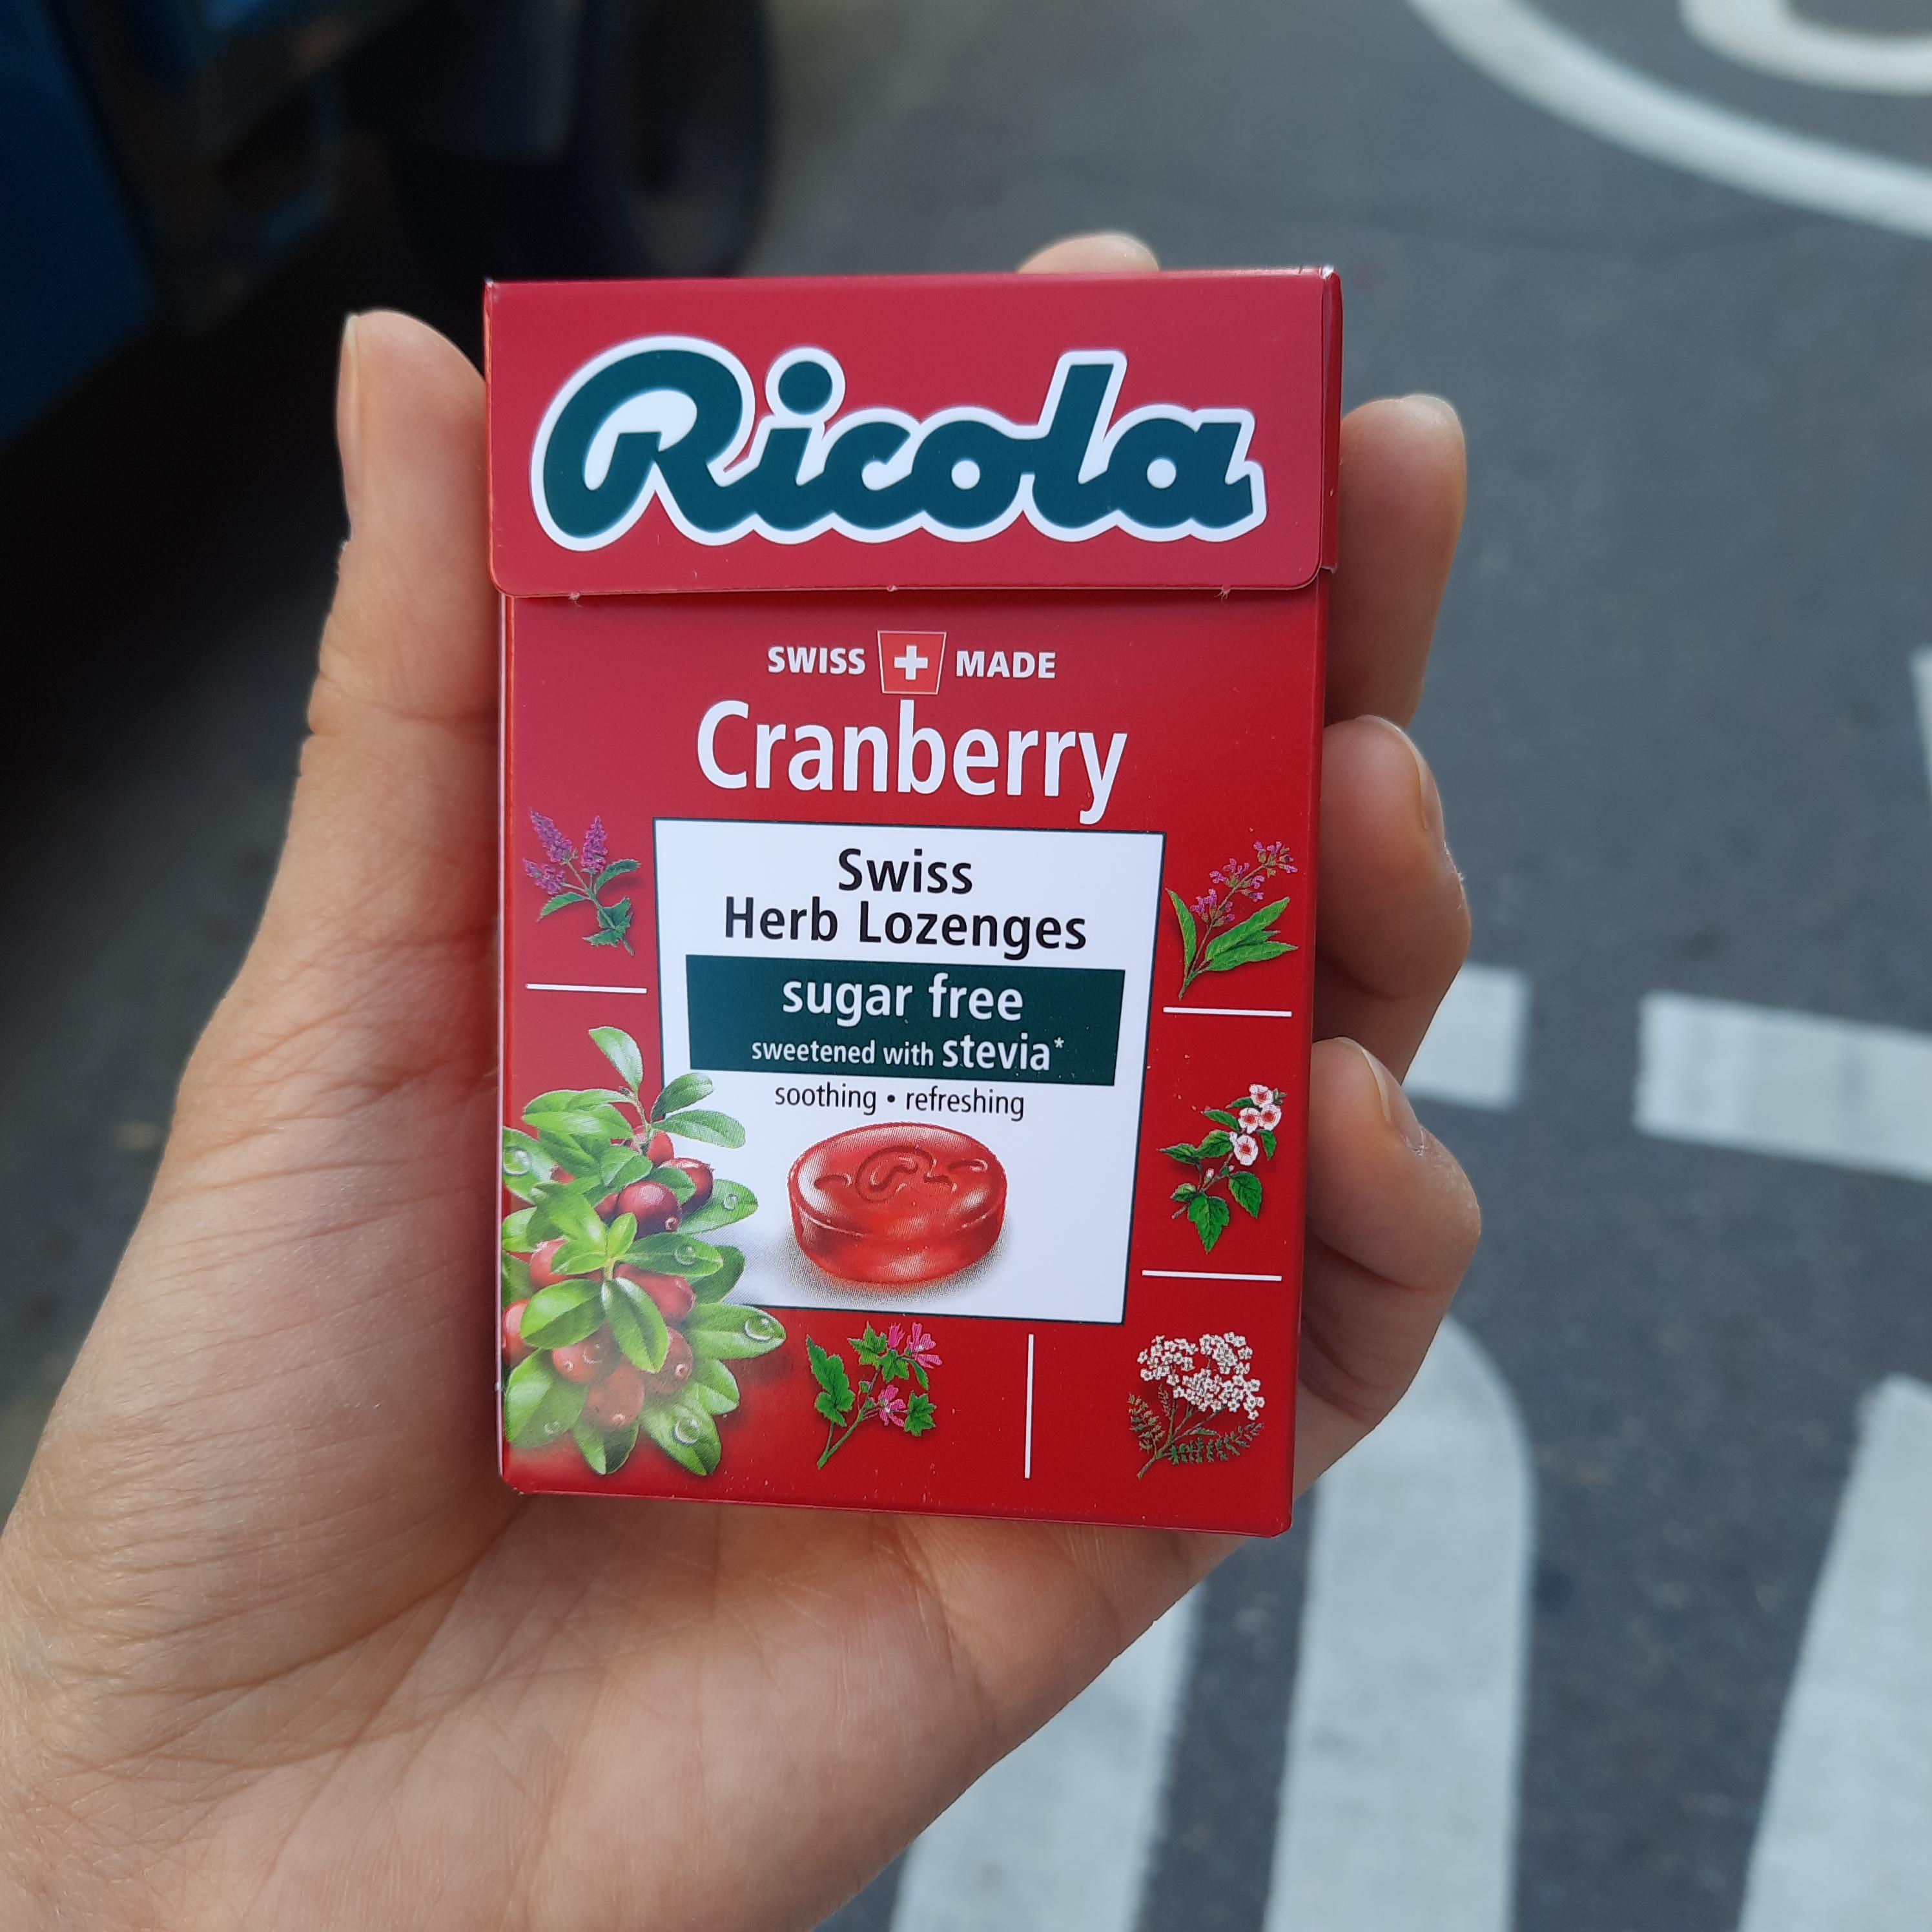 Ricola
SWISS MADE
Cranberry
Swiss
Herb Lozenges
sugar free
sweetened with stevia*
soothing • refreshing